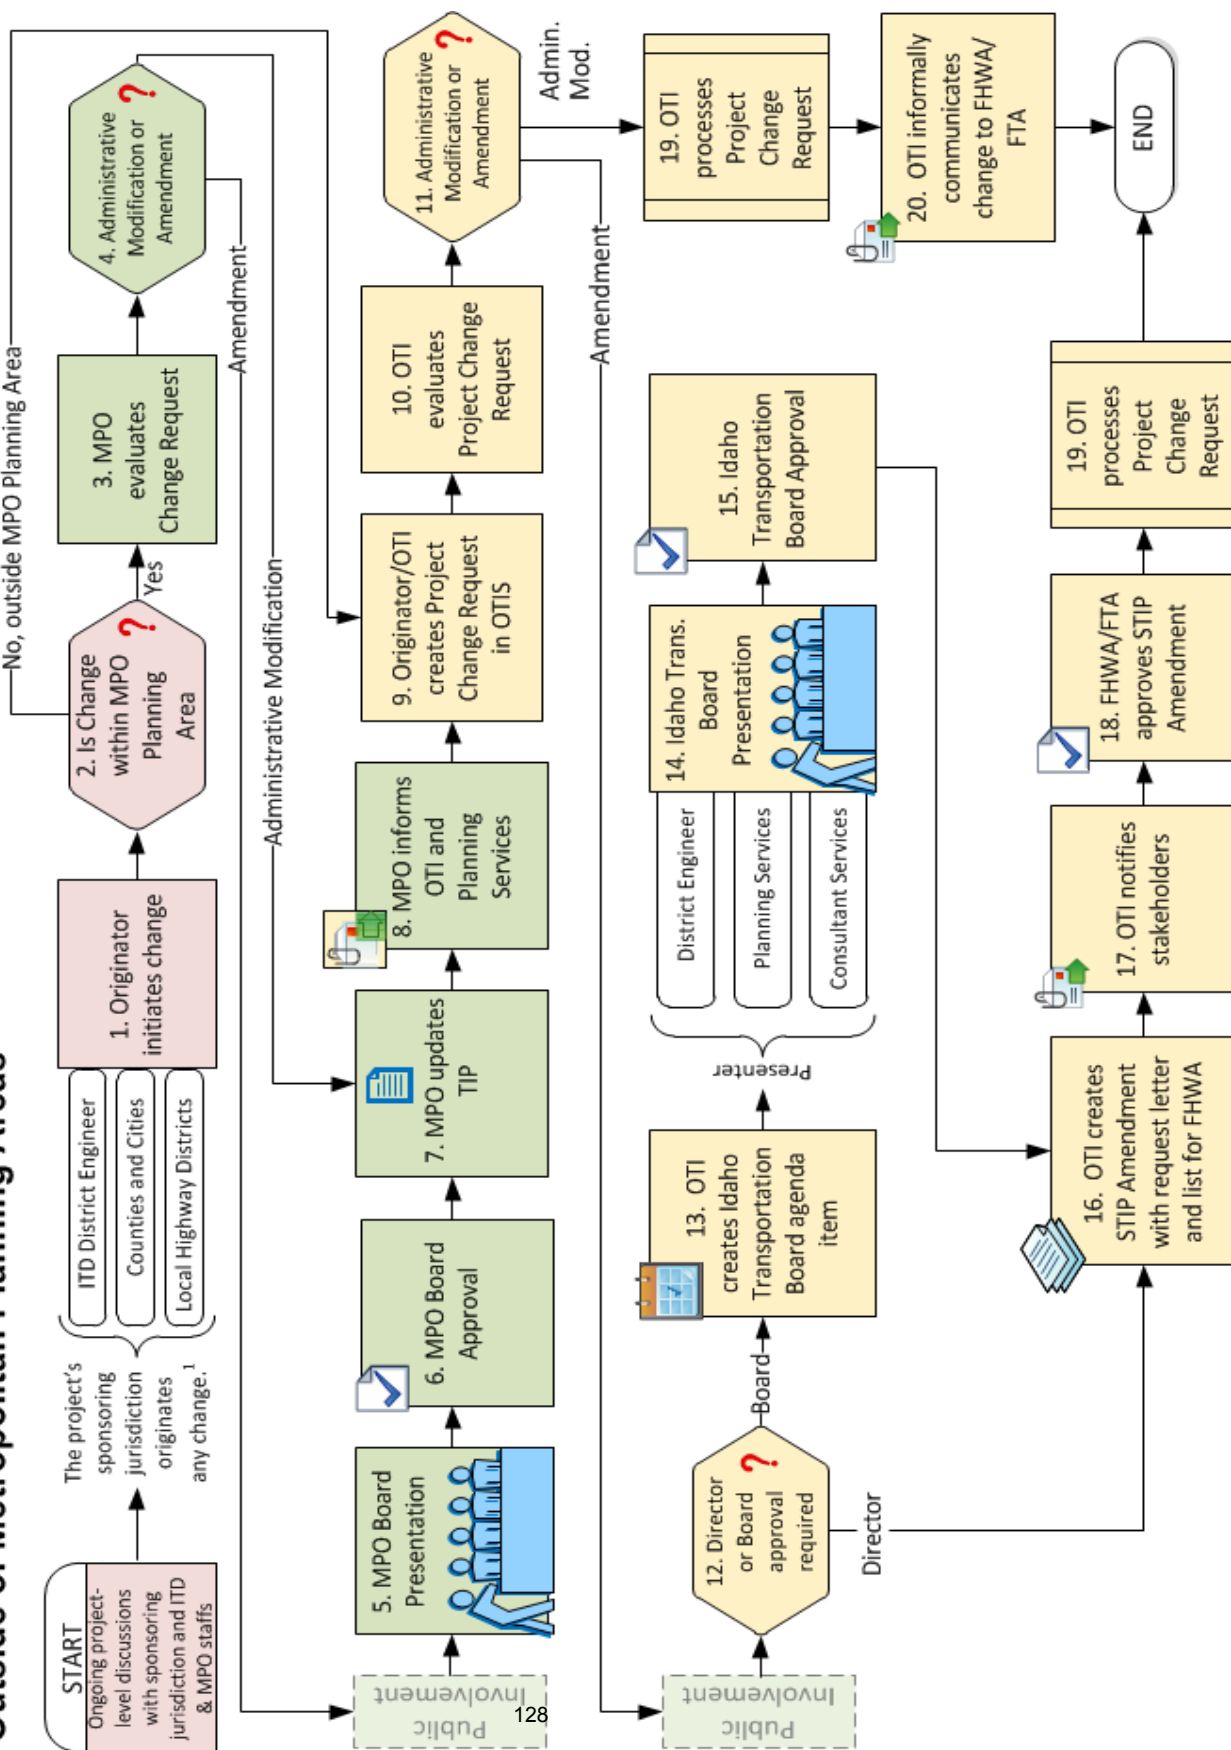 Outside of Metropolitan Planning Areas
START
Ongoing project-
level discussions
with sponsoring
jurisdiction and ITD
& MPO staffs
The project's
sponsoring
jurisdiction
originates
any change.¹
ITD District Engineer
Counties and Cities
Local Highway Districts
1. Originator
initiates change
2. Is Change
within MPO
Planning
Area
?
No, outside MPO Planning Area
Yes
3. MPO
evaluates
Change Request
4. Administrative
Modification or
Amendment
?
Amendment
Administrative Modification
Public
Involvement
5. MPO Board
Presentation
6. MPO Board
Approval
7. MPO updates
TIP
8. MPO informs
OTI and
Planning
Services
9. Originator/OTI
creates Project
Change Request
in OTIS
10. OTI
evaluates
Project Change
Request
11. Administrative
Modification or
Amendment
?
Admin.
Mod.
Amendment
19. OTI
processes
Project
Change
Request
20. OTI informally
communicates
change to FHWA/
FTA
END
Public
Involvement
12. Director
or Board
approval
required
?
Board
Director
13. OTI
creates Idaho
Transportation
Board agenda
item
Presenter
District Engineer
Planning Services
Consultant Services
14. Idaho Trans.
Board
Presentation
15. Idaho
Transportation
Board Approval
16. OTI creates
STIP Amendment
with request letter
and list for FHWA
17. OTI notifies
stakeholders
18. FHWA/FTA
approves STIP
Amendment
19. OTI
processes
Project
Change
Request
128